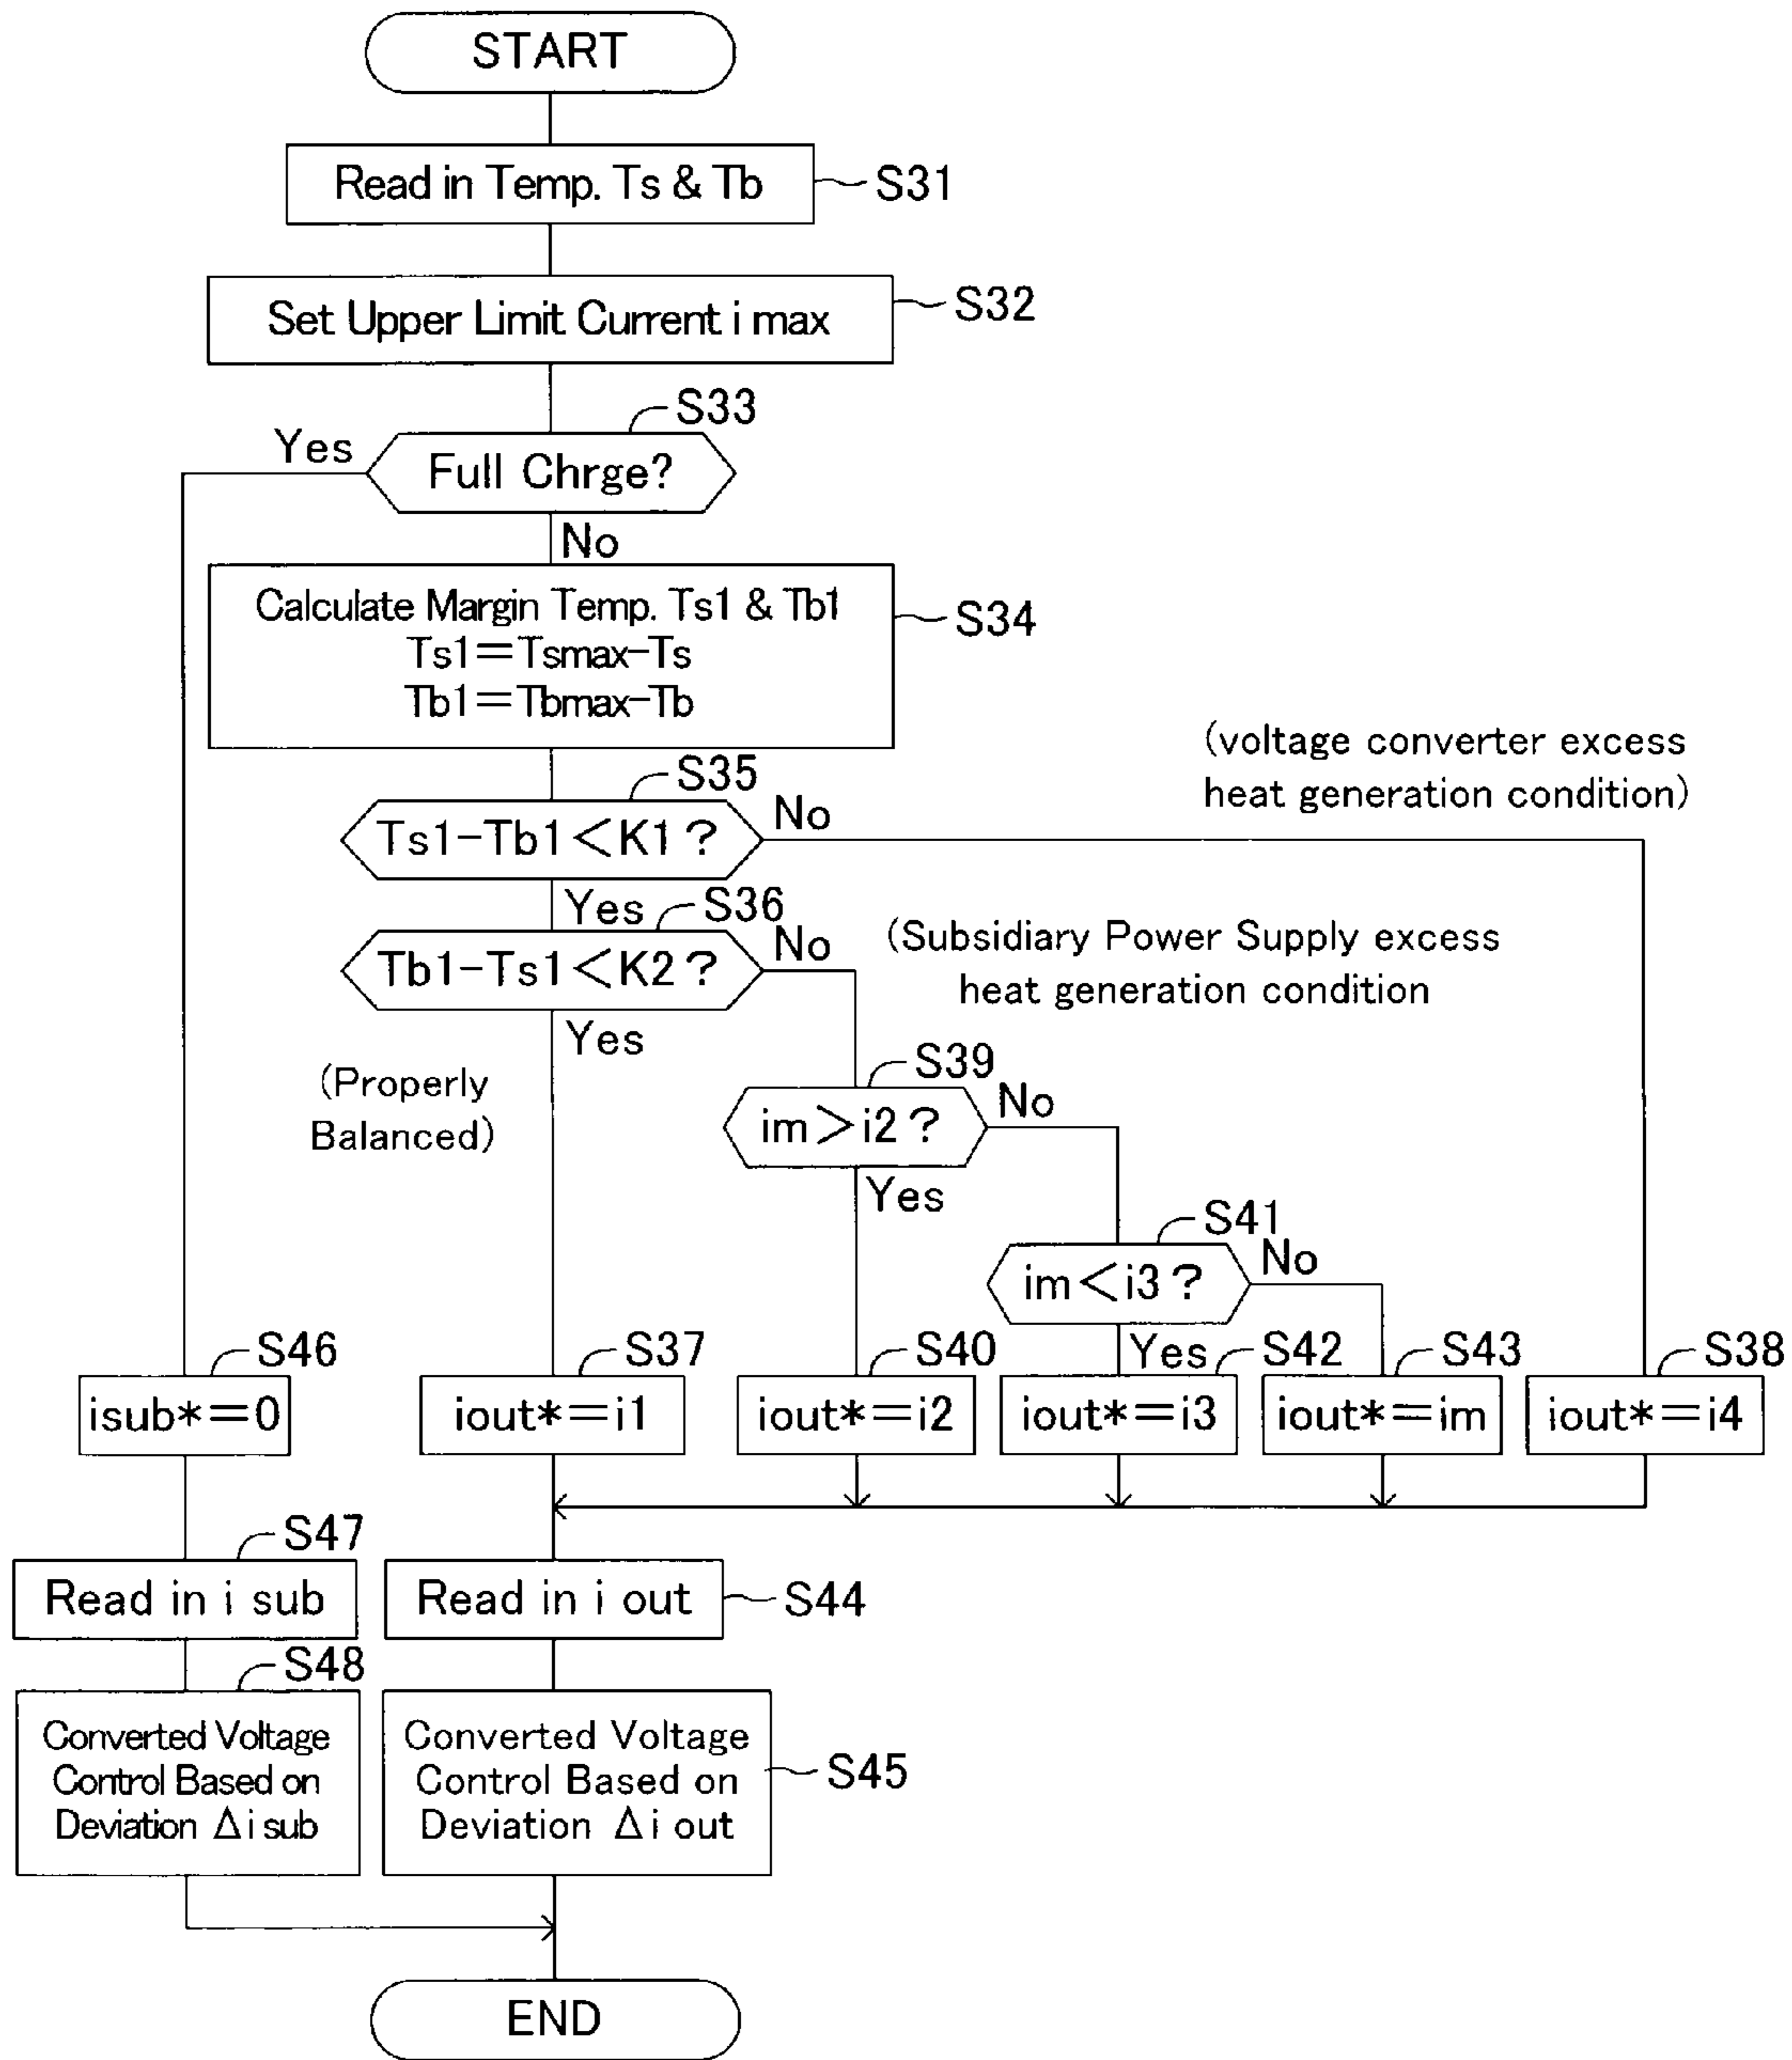 START
Read in Temp. Ts & Tb
S31
Set Upper Limit Current i max
S32
S33
Yes
Full Chrge?
No
Calculate Margin Temp. Ts1 & Tb1
Ts1=Tsmax-Ts
Tb1=Tbmax-Tb
S34
(voltage converter excess
heat generation condition)
S35
Ts1-Tb1<K1?
No
Yes
S36
Tb1-Ts1<K2?
No
(Subsidiary Power Supply excess
heat generation condition
Yes
(Properly
Balanced)
S39
im>i2?
No
Yes
S41
im<i3?
No
Yes
S46
isub*=0
S37
iout*=i1
S40
iout*=i2
S42
iout*=i3
S43
iout*=im
S38
iout*=i4
S47
Read in i sub
Read in i out
S44
S48
Converted Voltage
Control Based on
Deviation Δi sub
Converted Voltage
Control Based on
Deviation Δi out
S45
END